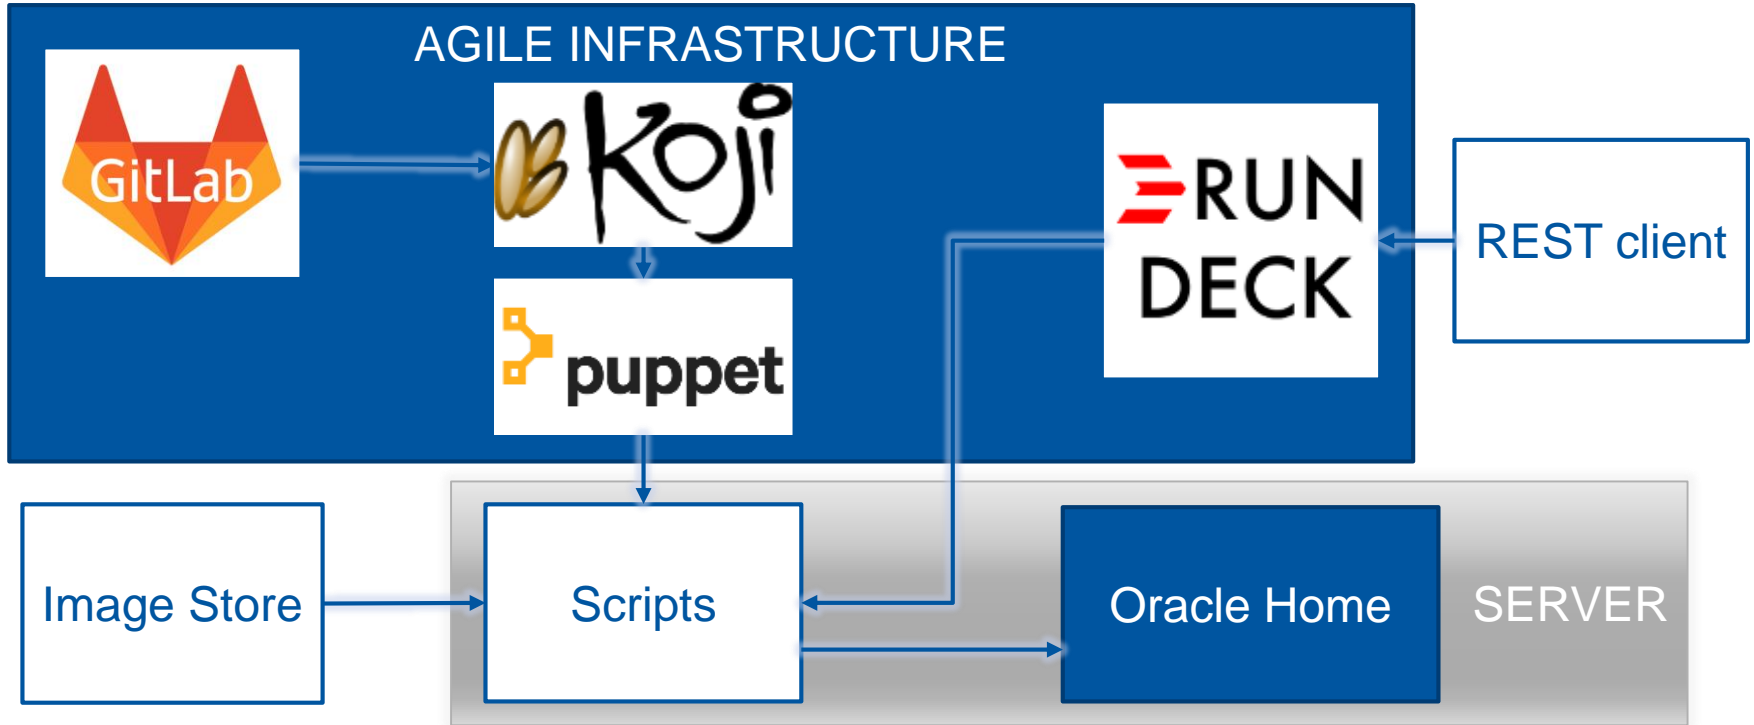 AGILE INFRASTRUCTURE
GitLab
Koji
RUN
DECK
REST client
puppet
Image Store
Scripts
Oracle Home
SERVER